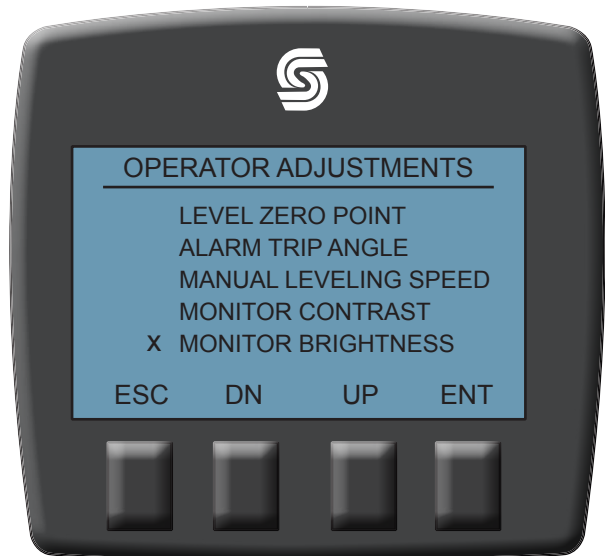 OPERATOR ADJUSTMENTS
LEVEL ZERO POINT
ALARM TRIP ANGLE
MANUAL LEVELING SPEED
MONITOR CONTRAST
X MONITOR BRIGHTNESS
ESC DN UP ENT